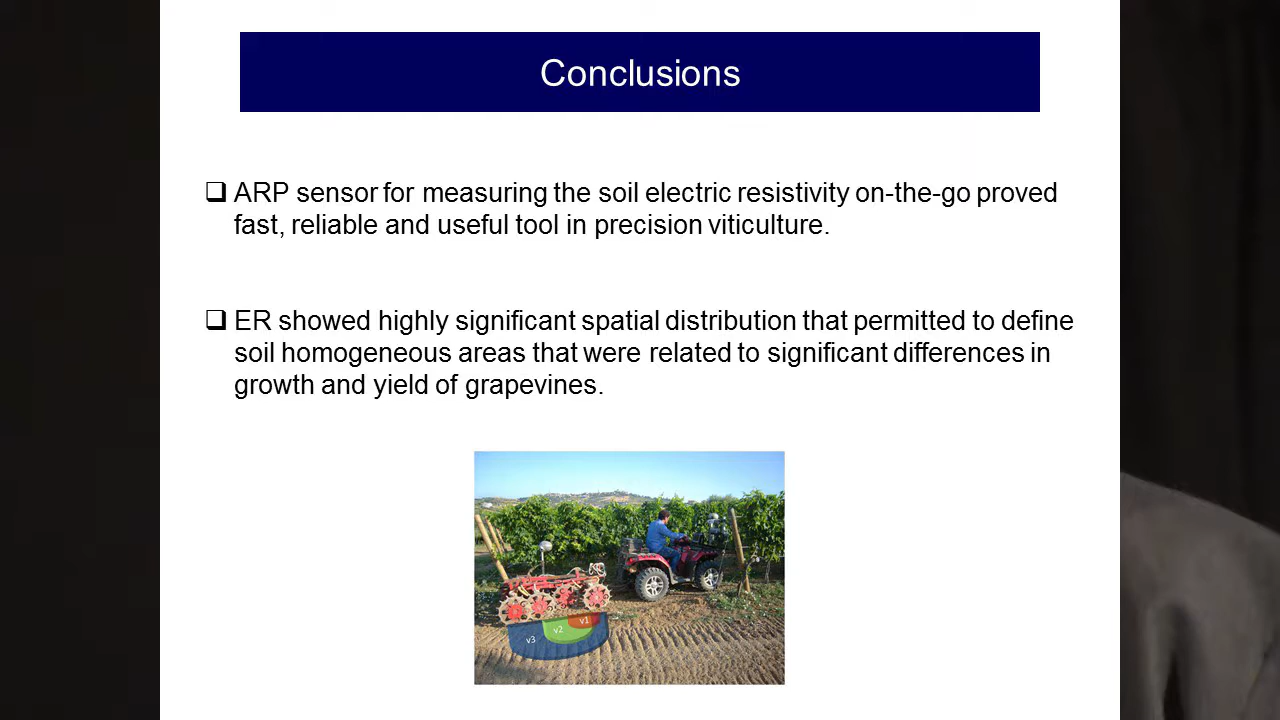 Conclusions
ARP sensor for measuring the soil electric resistivity on-the-go proved
fast, reliable and useful tool in precision viticulture.
ER showed highly significant spatial distribution that permitted to define
soil homogeneous areas that were related to significant differences in
growth and yield of grapevines.
v1
v2
v3